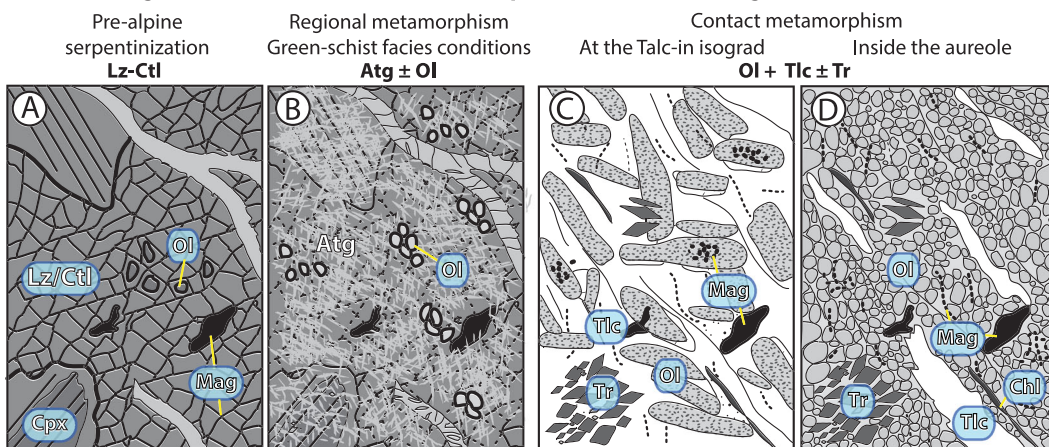 Pre-alpine
serpentinization
Lz-Ctl
Regional metamorphism
Green-schist facies conditions
Atg ± Ol
Contact metamorphism
At the Talc-in isograd
Inside the aureole
Ol + Tlc ± Tr
A
Ol
Lz/Ctl
Mag
Cpx
B
Atg
Ol
C
Mag
Tlc
Ol
Tr
D
Ol
Mag
Chl
Tr
Tlc